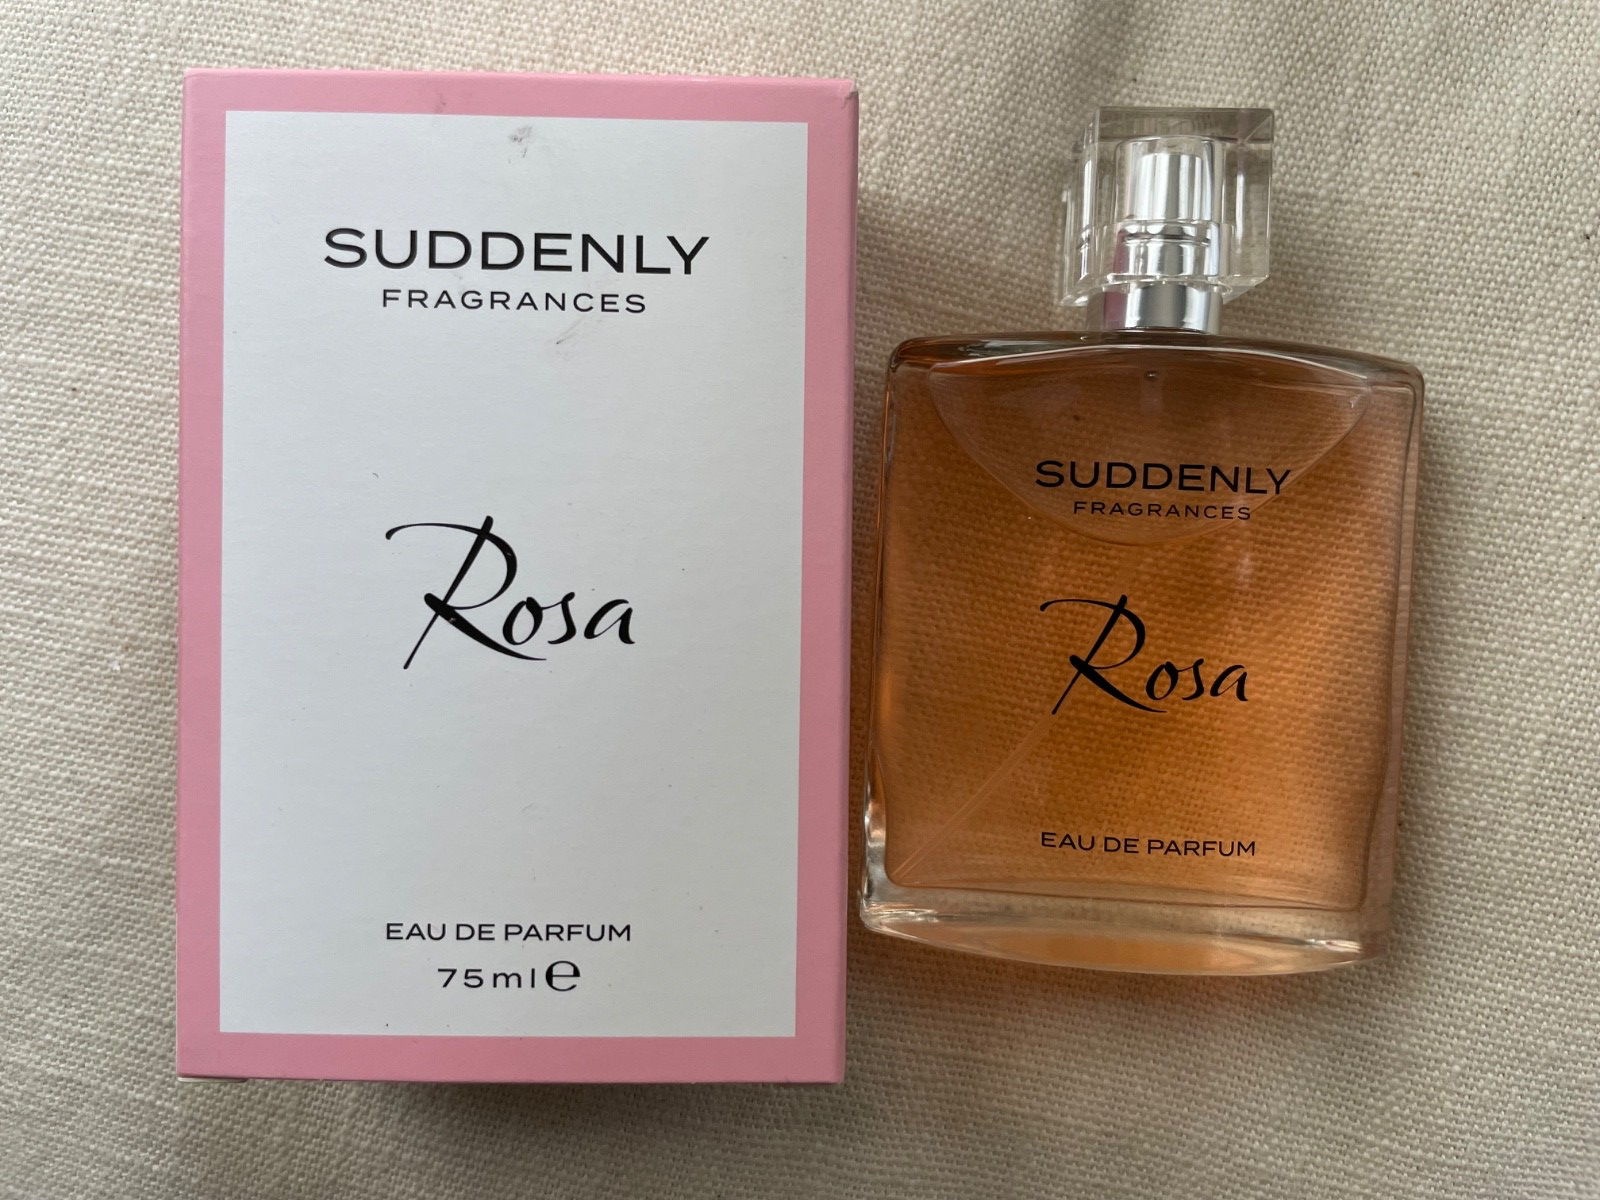 SUDDENLY
FRAGRANCES
Rosa
EAU DE PARFUM
75ml℮
SUDDENLY
FRAGRANCES
Rosa
EAU DE PARFUM